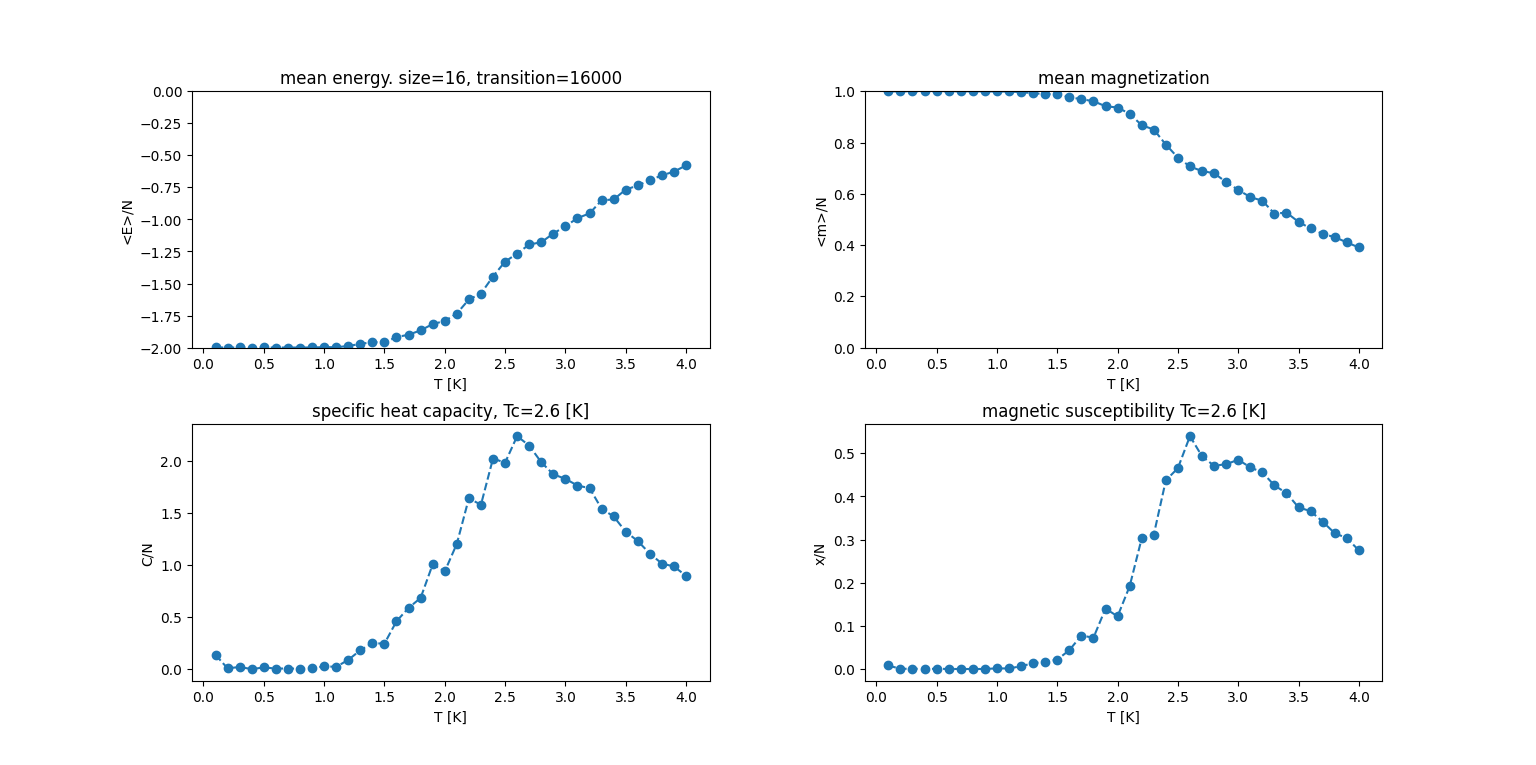 mean energy. size=16, transition=16000
0.00
−0.25
−0.50
−0.75
−1.00
−1.25
−1.50
−1.75
−2.00
<E>/N
0.0 0.5 1.0 1.5 2.0 2.5 3.0 3.5 4.0
T [K]
mean magnetization
1.0
0.8
0.6
0.4
0.2
0.0
<m>/N
0.0 0.5 1.0 1.5 2.0 2.5 3.0 3.5 4.0
T [K]
specific heat capacity, Tc=2.6 [K]
2.0
1.5
1.0
0.5
0.0
C/N
0.0 0.5 1.0 1.5 2.0 2.5 3.0 3.5 4.0
T [K]
magnetic susceptibility Tc=2.6 [K]
0.5
0.4
0.3
0.2
0.1
0.0
x/N
0.0 0.5 1.0 1.5 2.0 2.5 3.0 3.5 4.0
T [K]